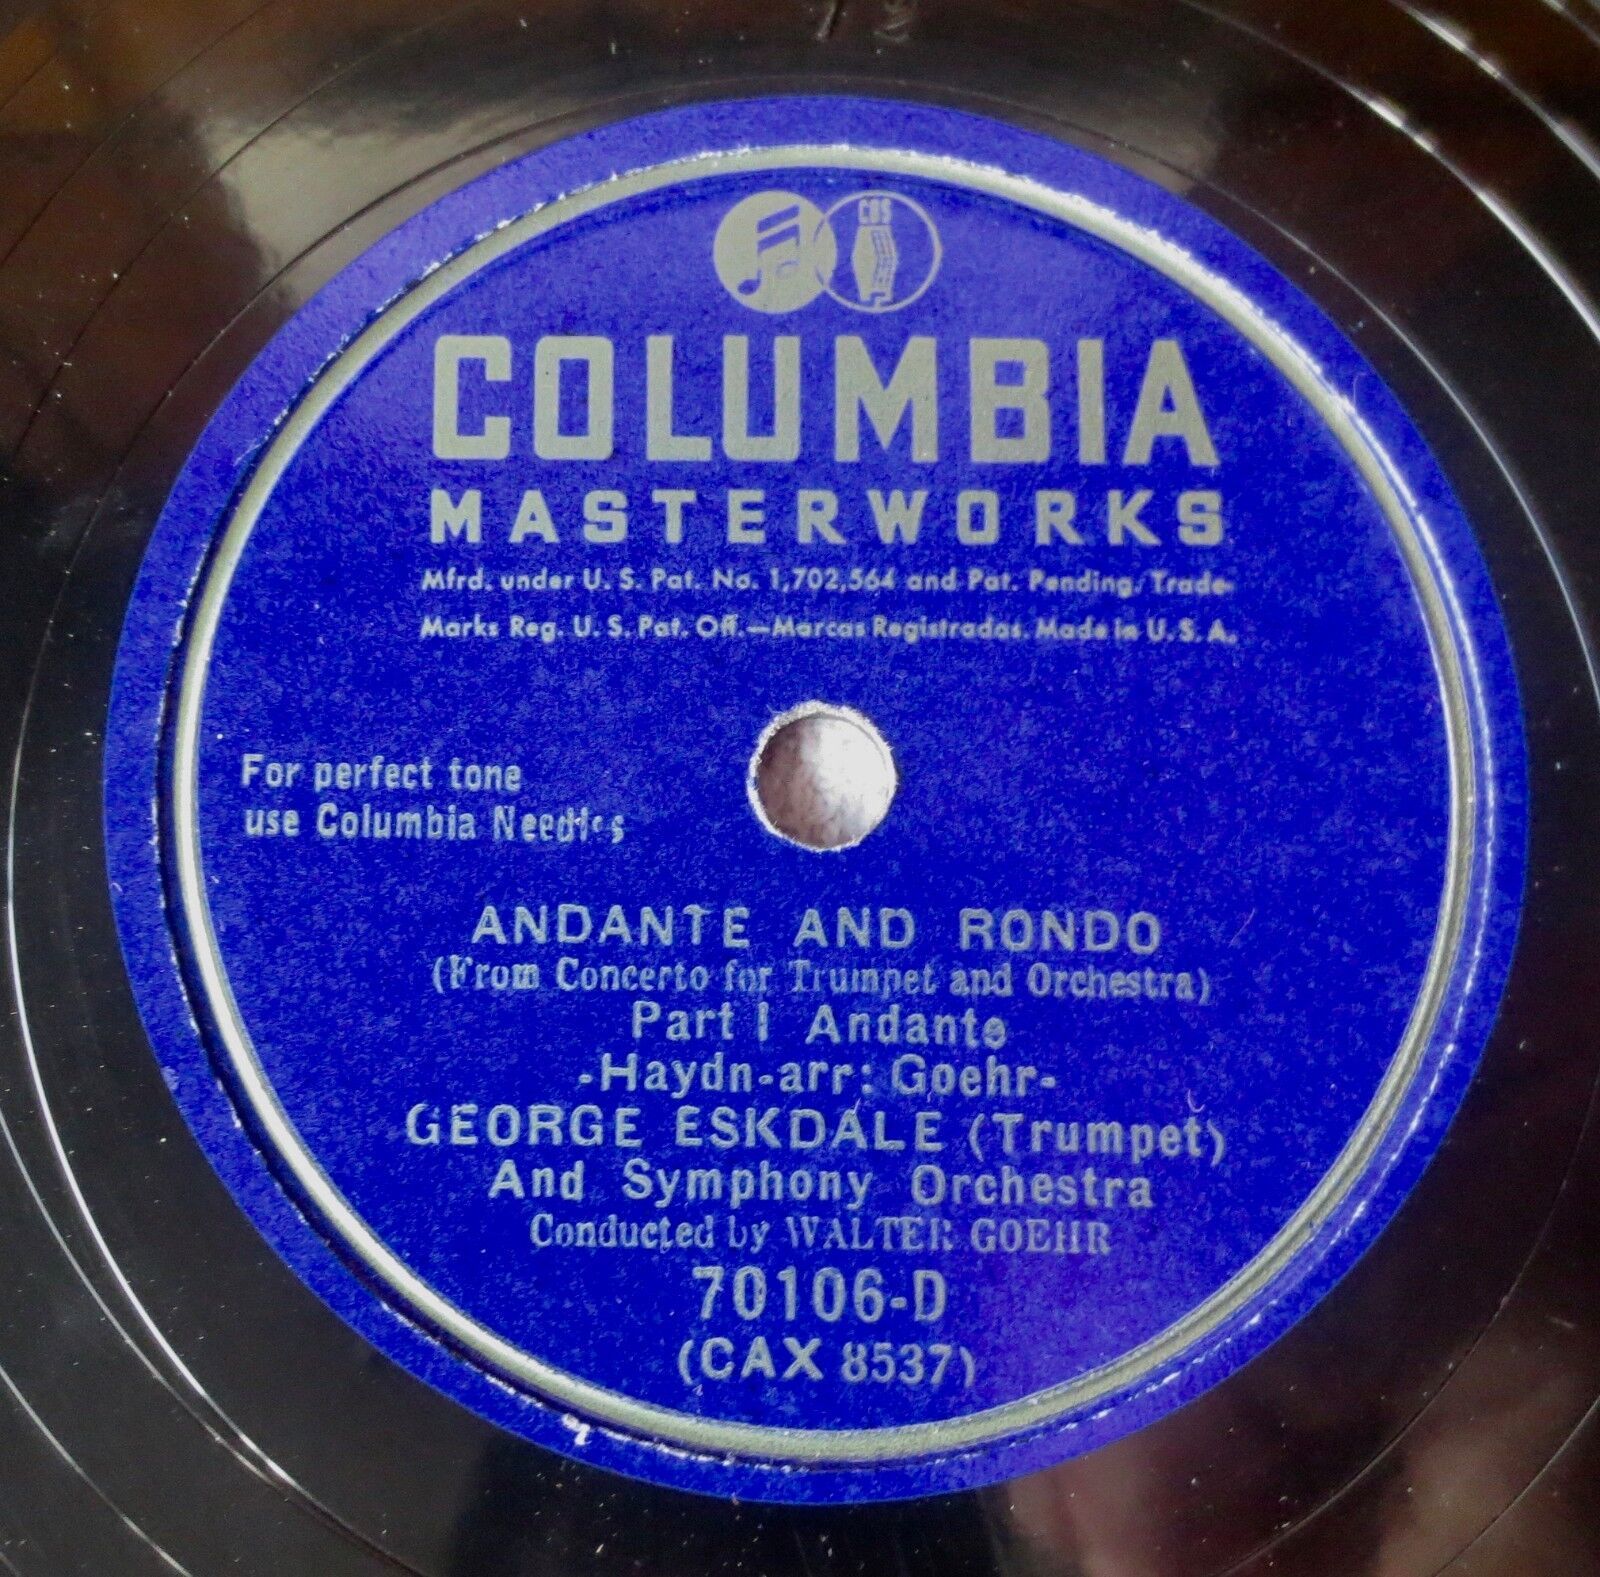 CBS
COLUMBIA
MASTERWORKS
Mfrd. under U. S. Pat. No. 1,702,564 and Pat. Pending. Trade-
Marks Reg. U. S. Pat. Off.—Marcas Registradas. Made in U. S. A.
For perfect tone
use Columbia Needles
ANDANTE AND RONDO
(From Concerto for Trumpet and Orchestra)
Part 1 Andante
-Haydn-arr: Goehr-
GEORGE ESKDALE (Trumpet)
And Symphony Orchestra
Conducted by WALTER GOEHR
70106-D
(CAX 8537)